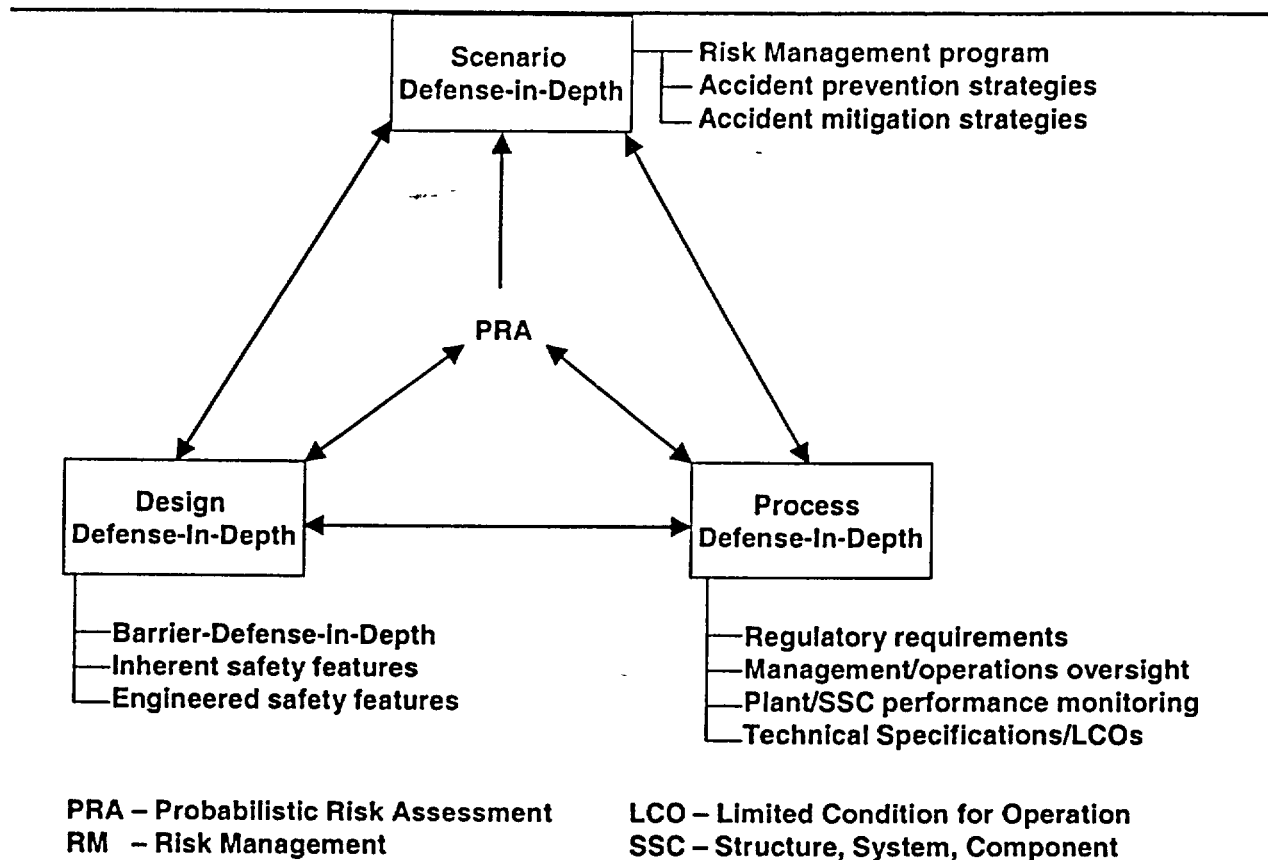 Scenario
Defense-in-Depth
Risk Management program
Accident prevention strategies
Accident mitigation strategies
PRA
Design
Defense-In-Depth
Process
Defense-In-Depth
Barrier-Defense-in-Depth
Inherent safety features
Engineered safety features
Regulatory requirements
Management/operations oversight
Plant/SSC performance monitoring
Technical Specifications/LCOs
PRA – Probabilistic Risk Assessment
RM – Risk Management
LCO – Limited Condition for Operation
SSC – Structure, System, Component